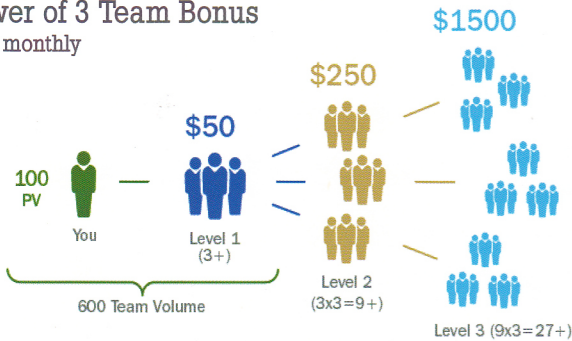 of 3 Team Bonus
monthly
$1500
$250
$50
100
PV
You
Level 1
(3+)
600 Team Volume
Level 2
(3x3=9+)
Level 3 (9x3=27+)